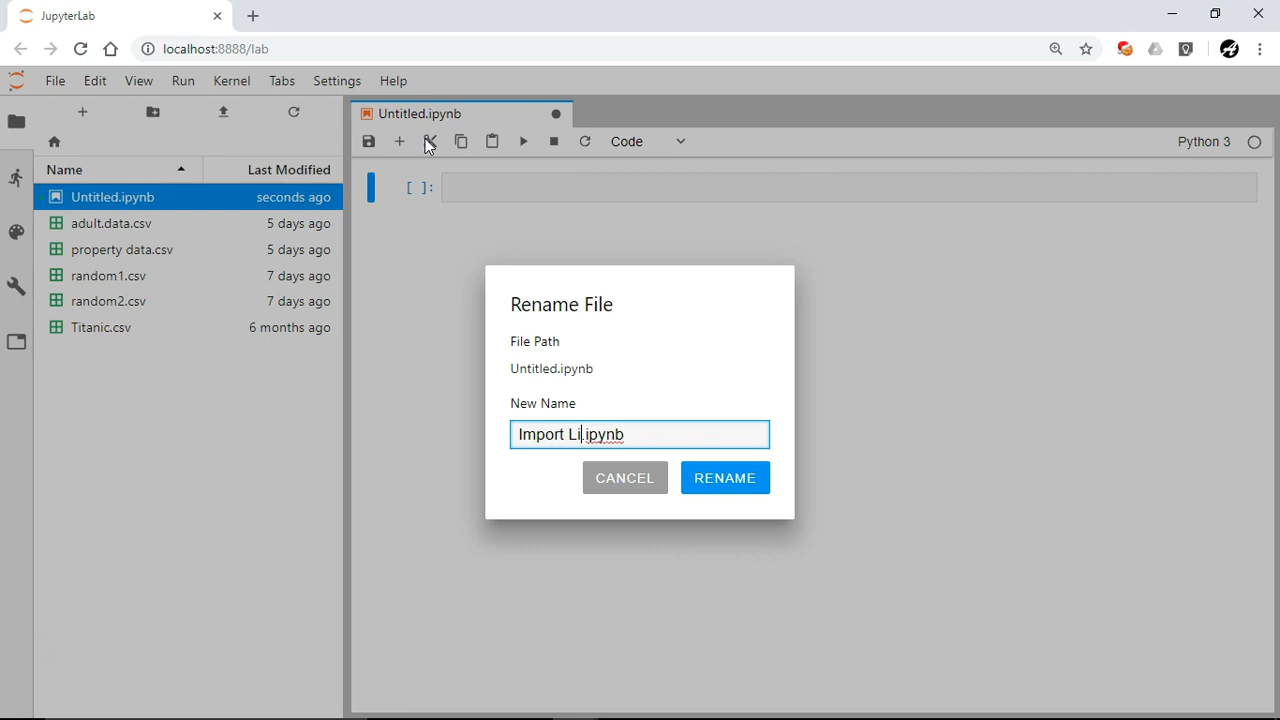 JupyterLab
localhost:8888/lab
File Edit View Run Kernel Tabs Settings Help
Untitled.ipynb
Code
Python 3
Name Last Modified
Untitled.ipynb seconds ago
adult.data.csv 5 days ago
property data.csv 5 days ago
random1.csv 7 days ago
random2.csv 7 days ago
Titanic.csv 6 months ago
[ ]:
Rename File
File Path
Untitled.ipynb
New Name
Import Li.ipynb
CANCEL RENAME